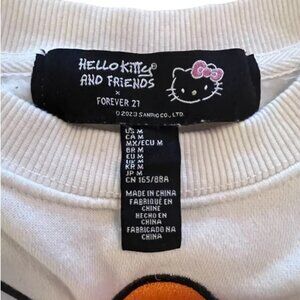 HELLO KITTY®
AND FRIENDS
X
FOREVER 21
©2023 SANRIO CO., LTD.
US M
CA M
MX/ECU M
BR M
EU M
UK M
KR M
JP M
CN 165/88A
MADE IN CHINA
FABRIQUÉ EN
CHINE
HECHO EN
CHINA
FABRICADO NA
CHINA